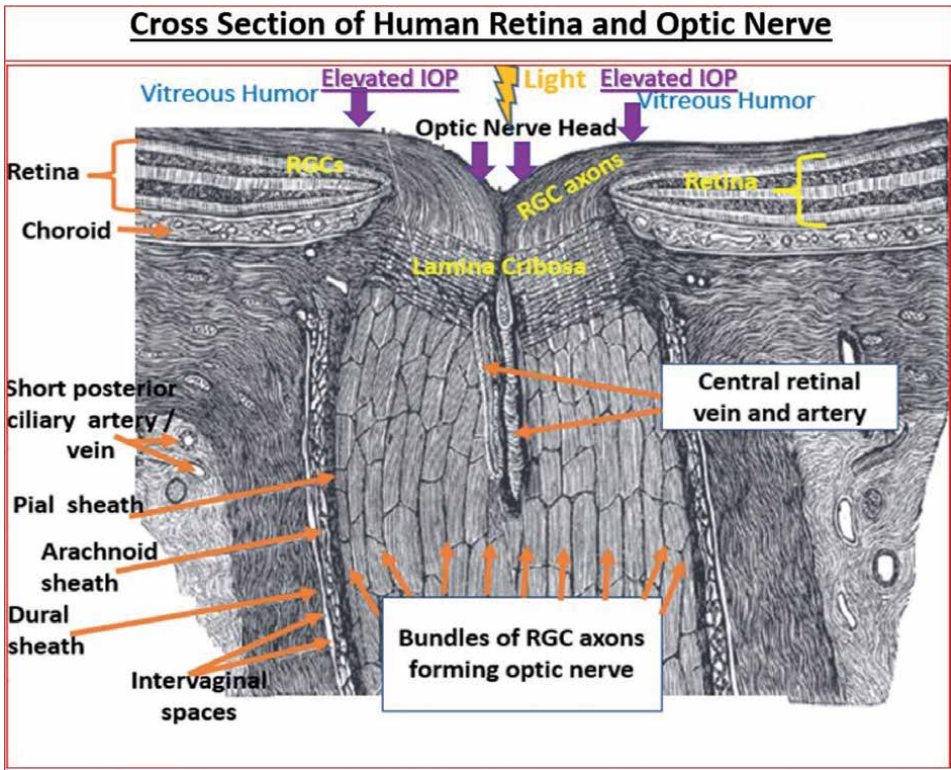 Cross Section of Human Retina and Optic Nerve
Elevated IOP
Light
Elevated IOP
Vitreous Humor
Vitreous Humor
Optic Nerve Head
Retina
RGCs
RGC axons
Retina
Choroid
Lamina Cribosa
Short posterior
ciliary artery /
vein
Central retinal
vein and artery
Pial sheath
Arachnoid
sheath
Dural
sheath
Bundles of RGC axons
forming optic nerve
Intervaginal
spaces